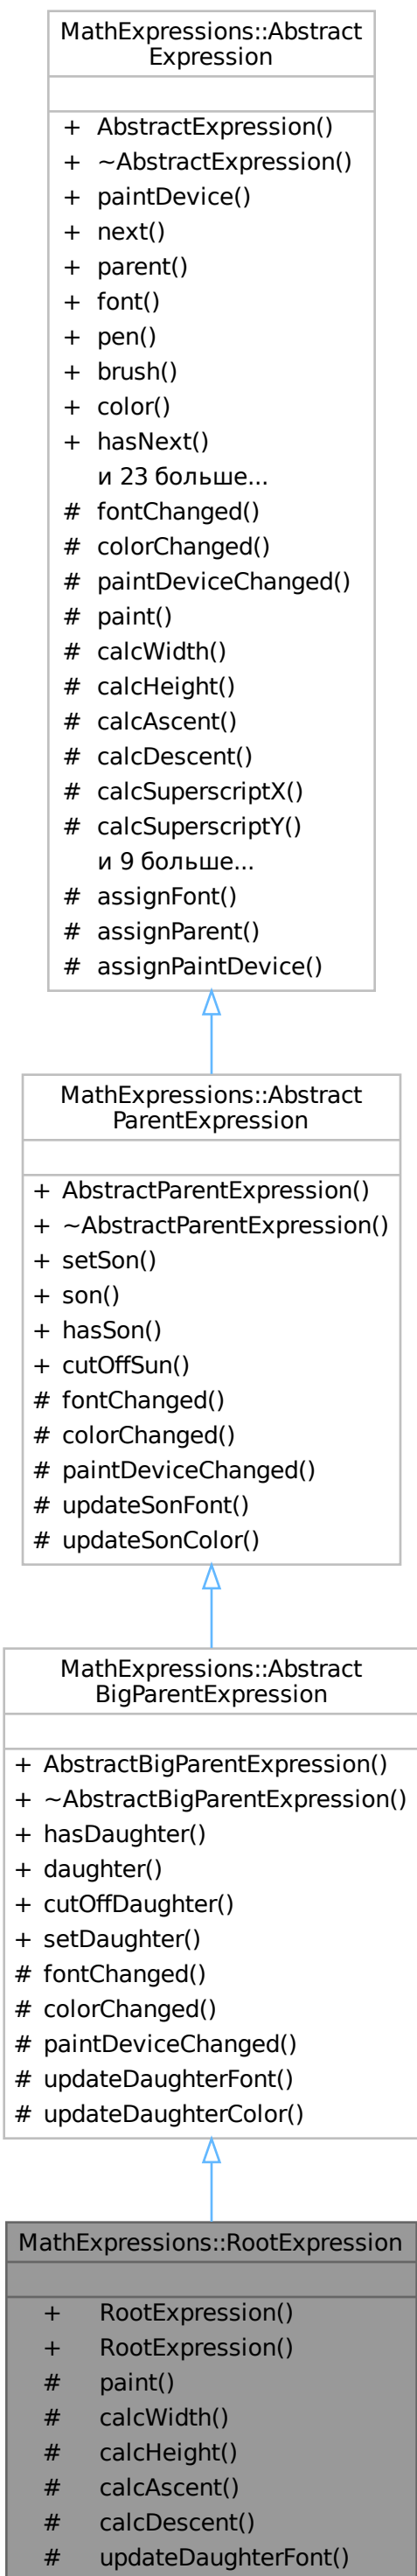 MathExpressions::Abstract
Expression
+ AbstractExpression()
+ ~AbstractExpression()
+ paintDevice()
+ next()
+ parent()
+ font()
+ pen()
+ brush()
+ color()
+ hasNext()
и 23 больше...
# fontChanged()
# colorChanged()
# paintDeviceChanged()
# paint()
# calcWidth()
# calcHeight()
# calcAscent()
# calcDescent()
# calcSuperscriptX()
# calcSuperscriptY()
и 9 больше...
# assignFont()
# assignParent()
# assignPaintDevice()
MathExpressions::Abstract
ParentExpression
+ AbstractParentExpression()
+ ~AbstractParentExpression()
+ setSon()
+ son()
+ hasSon()
+ cutOffSun()
# fontChanged()
# colorChanged()
# paintDeviceChanged()
# updateSonFont()
# updateSonColor()
MathExpressions::Abstract
BigParentExpression
+ AbstractBigParentExpression()
+ ~AbstractBigParentExpression()
+ hasDaughter()
+ daughter()
+ cutOffDaughter()
+ setDaughter()
# fontChanged()
# colorChanged()
# paintDeviceChanged()
# updateDaughterFont()
# updateDaughterColor()
MathExpressions::RootExpression
+ RootExpression()
+ RootExpression()
# paint()
# calcWidth()
# calcHeight()
# calcAscent()
# calcDescent()
# updateDaughterFont()